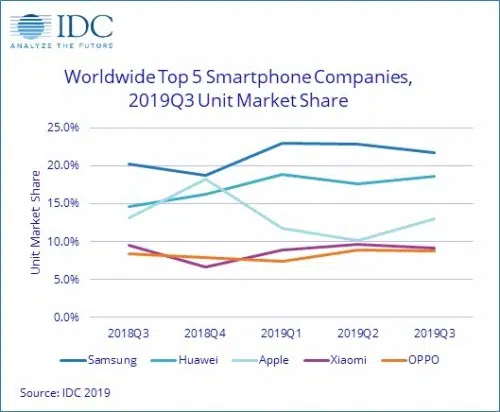 IDC
ANALYZE THE FUTURE
Worldwide Top 5 Smartphone Companies,
2019Q3 Unit Market Share
Unit Market Share
25.0%
20.0%
15.0%
10.0%
5.0%
0.0%
2018Q3 2018Q4 2019Q1 2019Q2 2019Q3
Samsung Huawei Apple Xiaomi OPPO
Source: IDC 2019